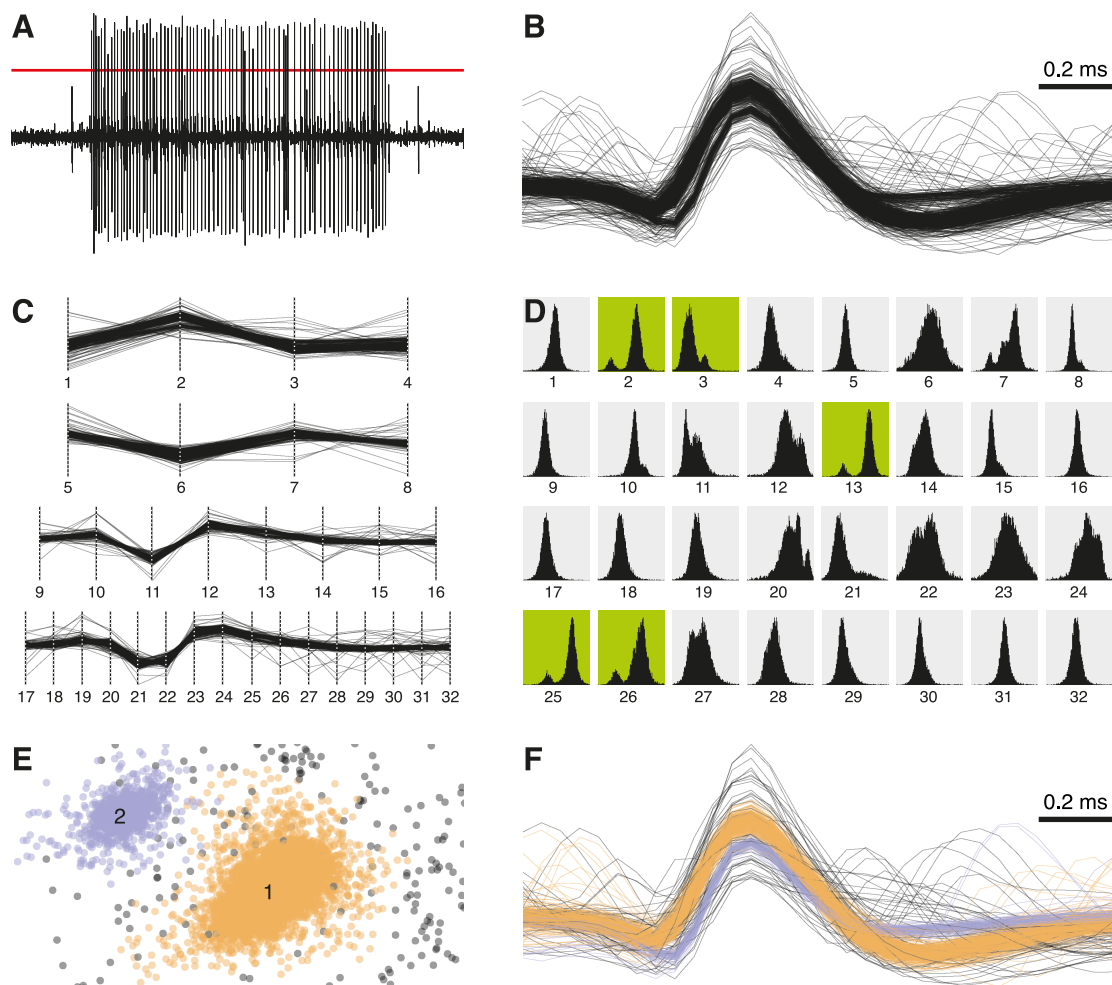 A
B
0.2 ms
C
1 2 3 4
5 6 7 8
9 10 11 12 13 14 15 16
17 18 19 20 21 22 23 24 25 26 27 28 29 30 31 32
D
1 2 3 4 5 6 7 8
9 10 11 12 13 14 15 16
17 18 19 20 21 22 23 24
25 26 27 28 29 30 31 32
E
2
1
F
0.2 ms